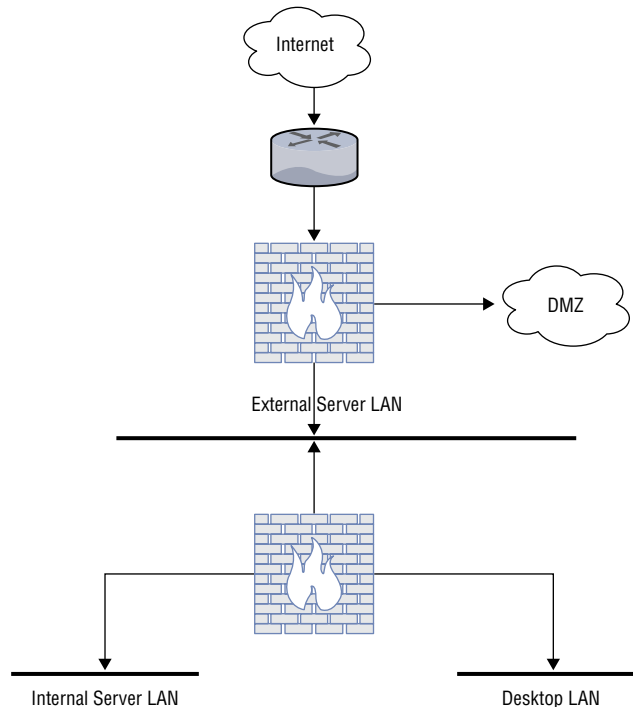 Internet
DMZ
External Server LAN
Internal Server LAN
Desktop LAN